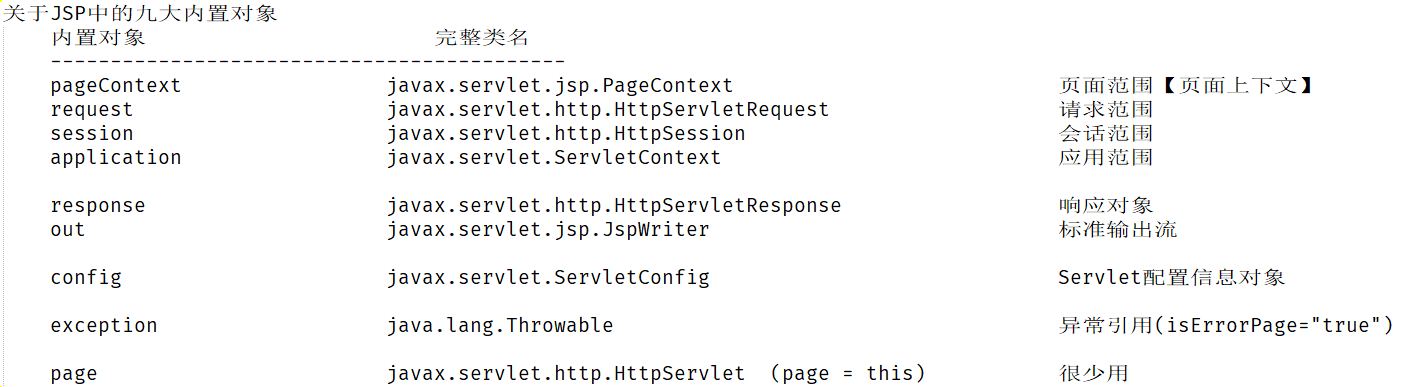 关于JSP中的九大内置对象
内置对象 完整类名
-------------------------------------------
pageContext javax.servlet.jsp.PageContext 页面范围【页面上下文】
request javax.servlet.http.HttpServletRequest 请求范围
session javax.servlet.http.HttpSession 会话范围
application javax.servlet.ServletContext 应用范围
response javax.servlet.http.HttpServletResponse 响应对象
out javax.servlet.jsp.JspWriter 标准输出流
config javax.servlet.ServletConfig Servlet配置信息对象
exception java.lang.Throwable 异常引用(isErrorPage="true")
page javax.servlet.http.HttpServlet (page = this) 很少用